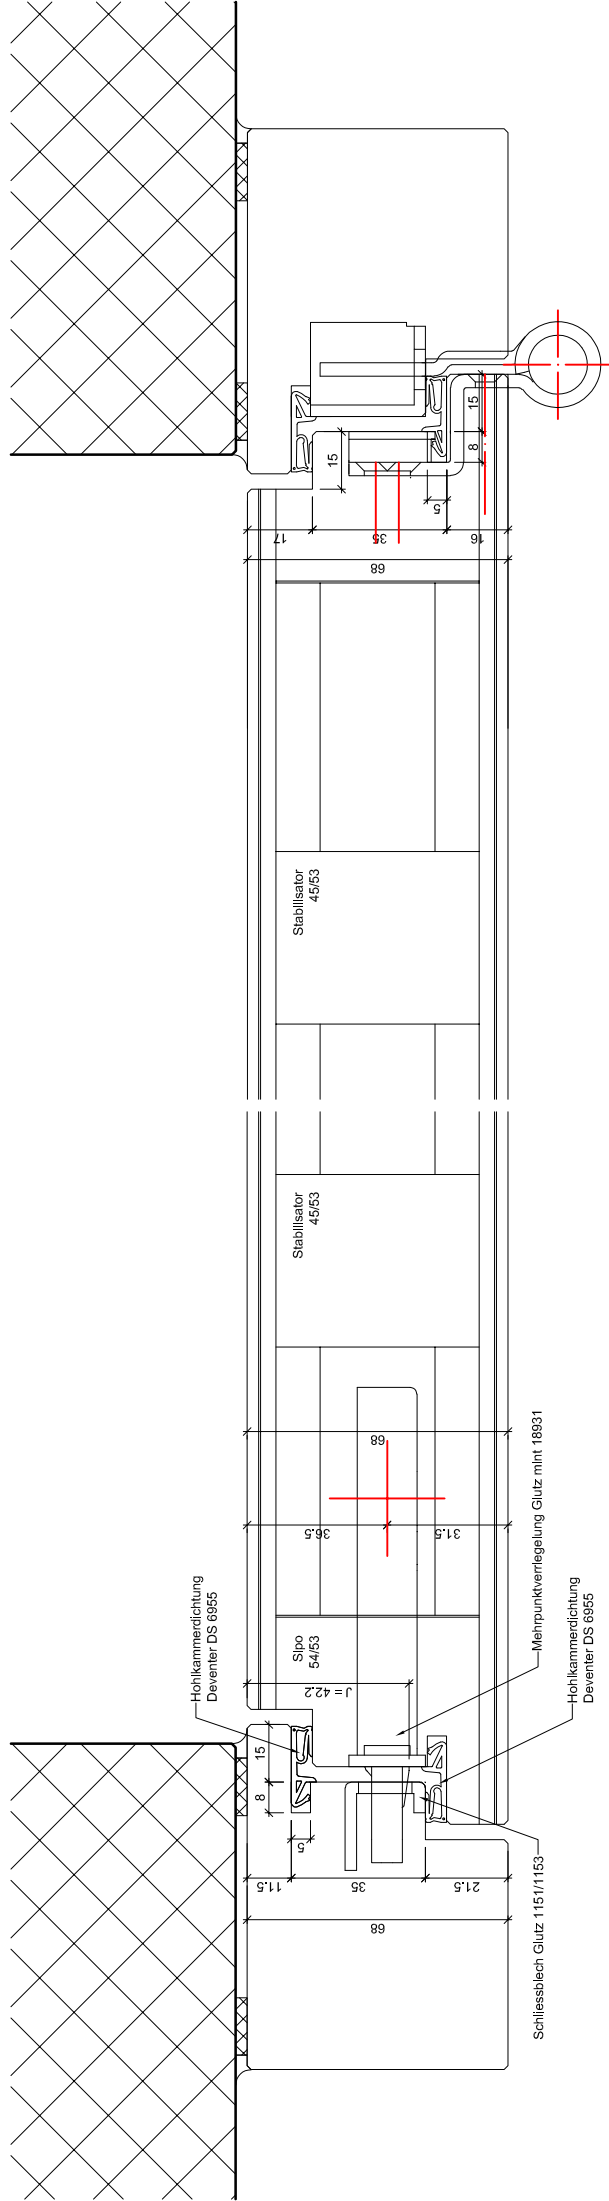 15
15
8
5
17
35
16
68
Stabilisator
45/53
Stabilisator
45/53
68
36.5
31.5
Mehrpunktverriegelung Glutz mint 18931
Hohlkammerdichtung
Deventer DS 6955
Sipo
54/53
J = 42.2
Hohlkammerdichtung
Deventer DS 6955
15
8
5
11.5
35
21.5
68
Schliessblech Glutz 1151/1153